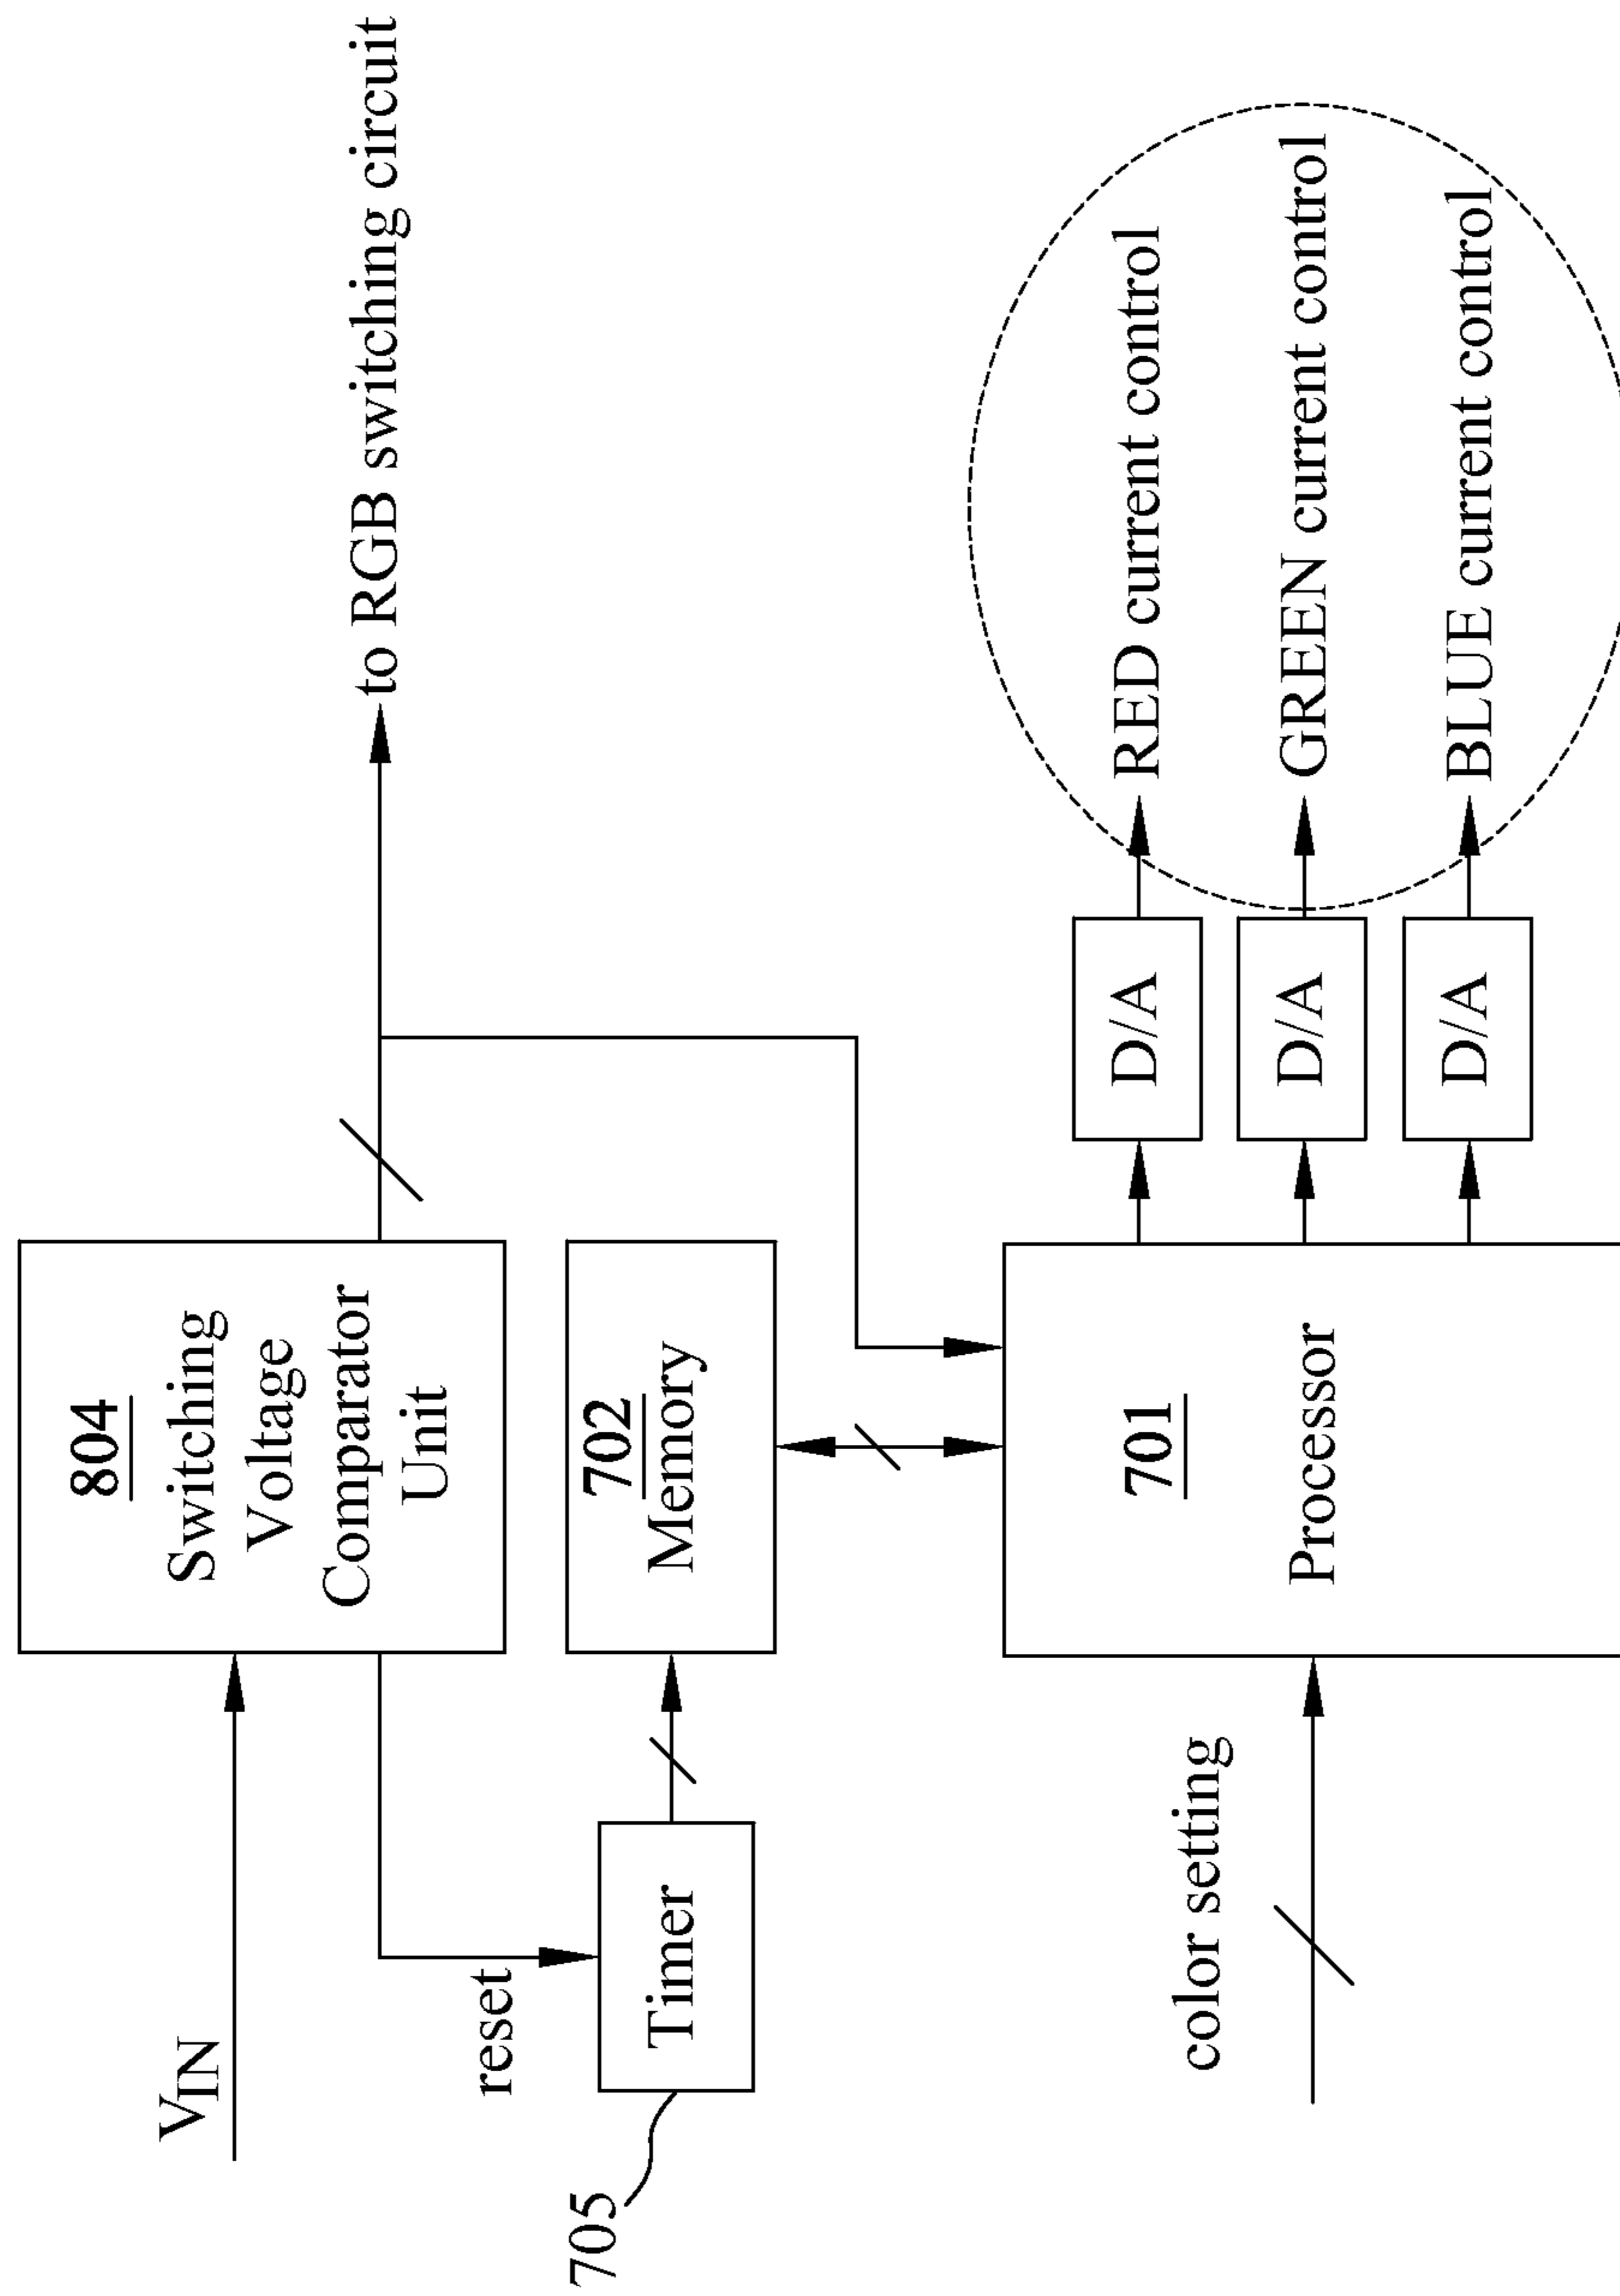 V_IN
804
Switching
Voltage
Comparator
Unit
to RGB switching circuit
reset
702
Memory
705
Timer
color setting
701
Processor
D/A
RED current control
D/A
GREEN current control
D/A
BLUE current control